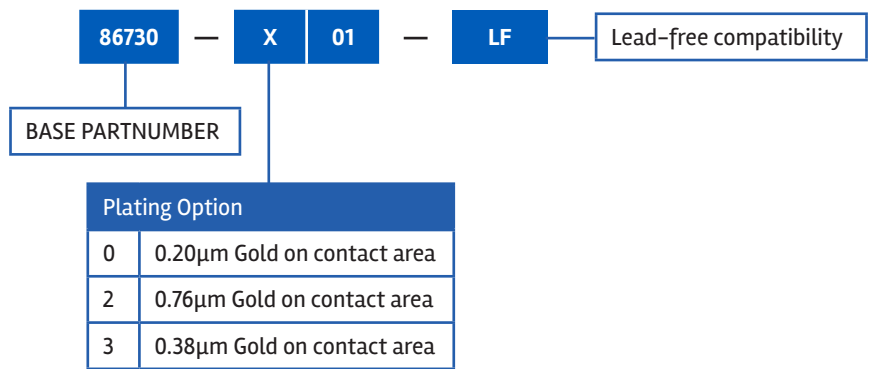 86730 — X 01 — LF Lead-free compatibility
BASE PARTNUMBER
Plating Option
0 0.20μm Gold on contact area
2 0.76μm Gold on contact area
3 0.38μm Gold on contact area